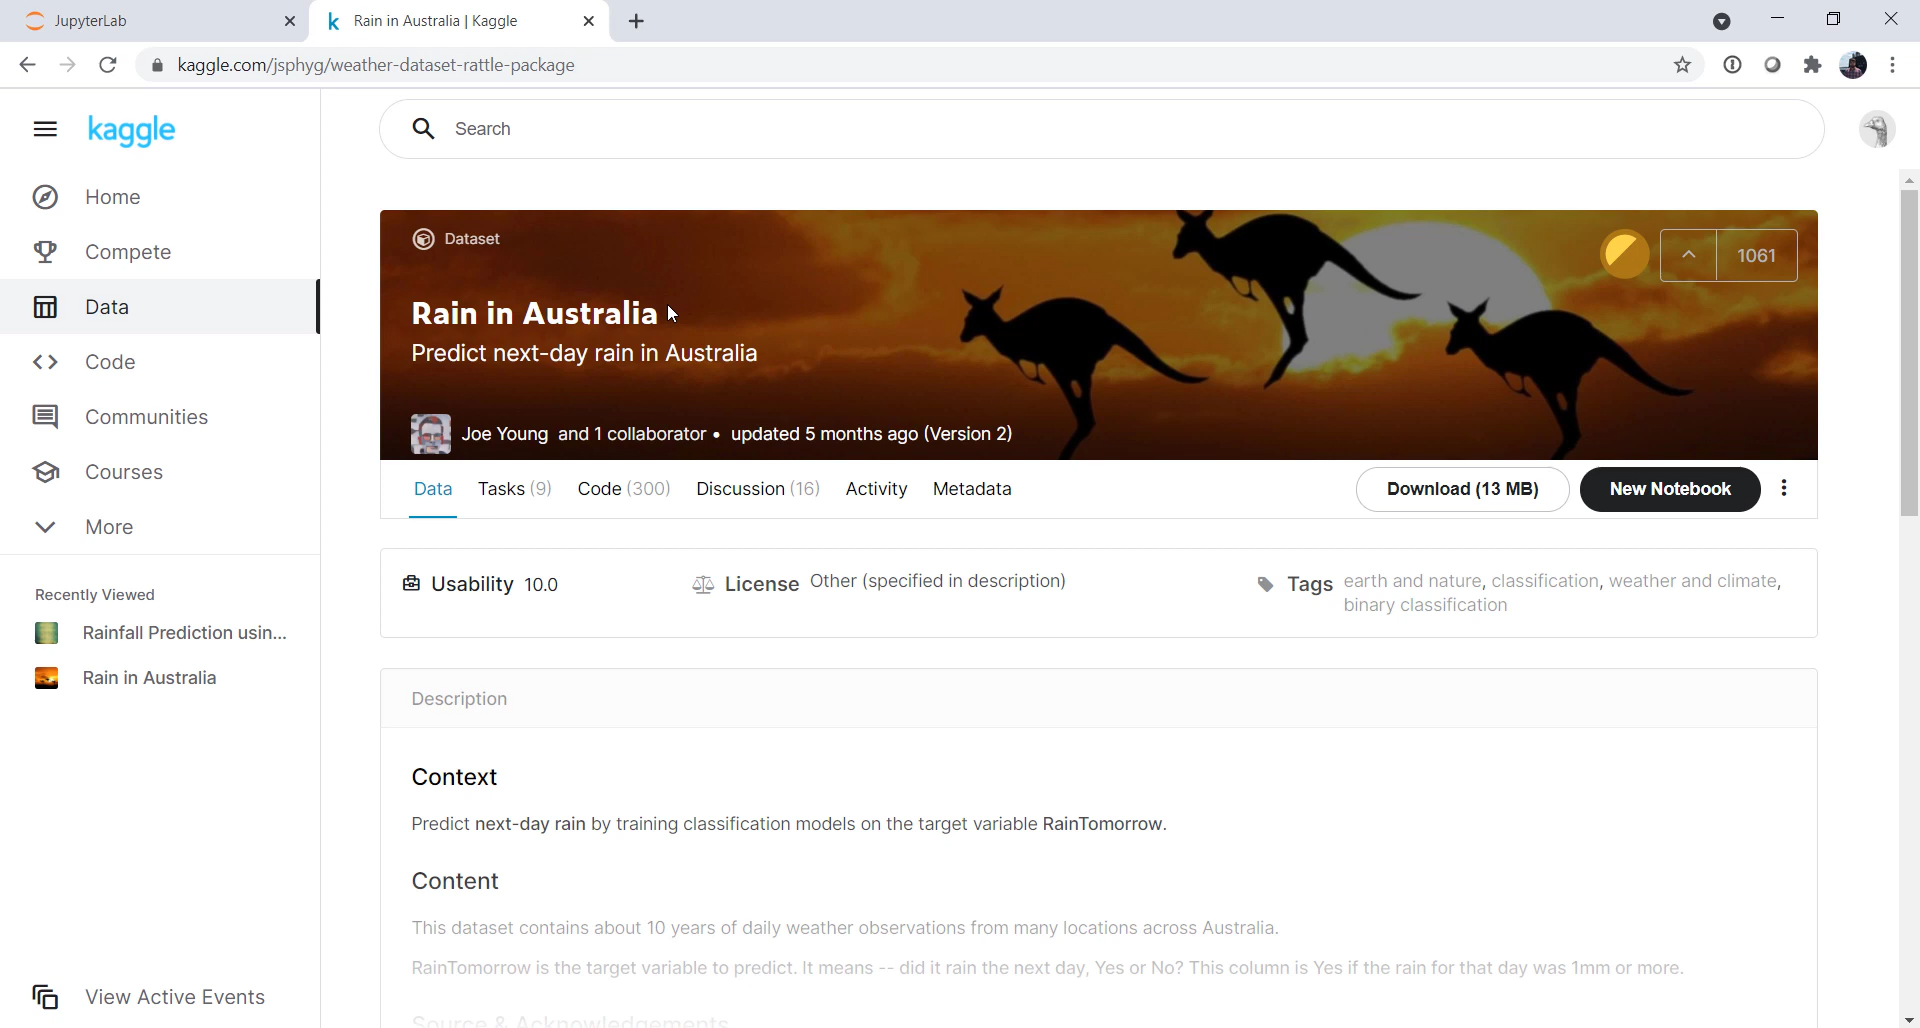 JupyterLab
Rain in Australia | Kaggle
kaggle.com/jsphyg/weather-dataset-rattle-package
kaggle
Search
Home
Compete
Data
Code
Communities
Courses
More
Recently Viewed
Rainfall Prediction usin...
Rain in Australia
View Active Events
Dataset
1061
Rain in Australia
Predict next-day rain in Australia
Joe Young and 1 collaborator • updated 5 months ago (Version 2)
Data Tasks (9) Code (300) Discussion (16) Activity Metadata Download (13 MB) New Notebook
Usability 10.0 License Other (specified in description) Tags earth and nature, classification, weather and climate,
binary classification
Description
Context
Predict next-day rain by training classification models on the target variable RainTomorrow.
Content
This dataset contains about 10 years of daily weather observations from many locations across Australia.
RainTomorrow is the target variable to predict. It means -- did it rain the next day, Yes or No? This column is Yes if the rain for that day was 1mm or more.
Source & Acknowledgements